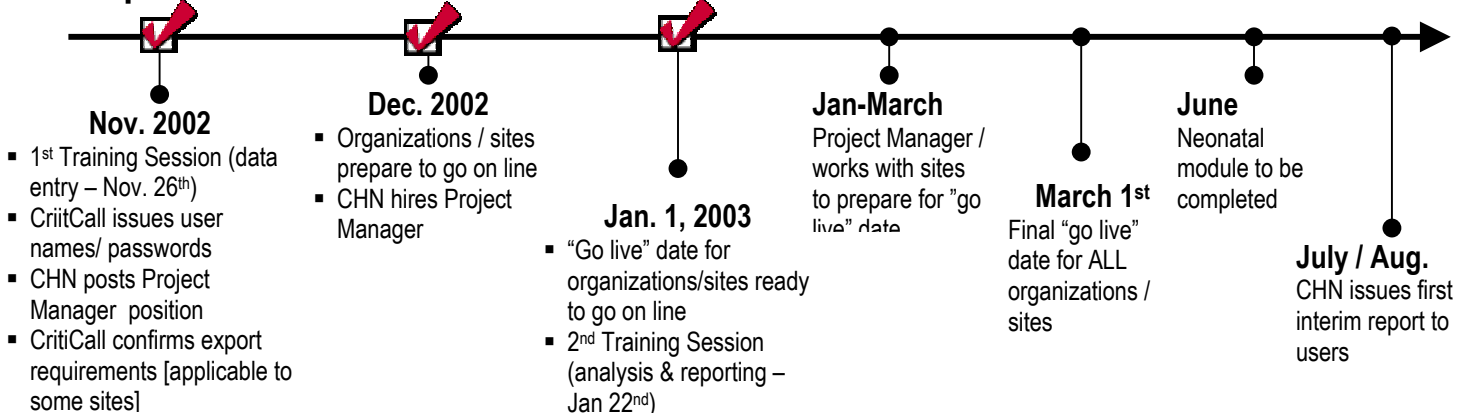 Nov. 2002
▪ 1st Training Session (data
entry – Nov. 26th)
▪ CriitCall issues user
names/ passwords
▪ CHN posts Project
Manager position
▪ CritiCall confirms export
requirements [applicable to
some sites]
Dec. 2002
▪ Organizations / sites
prepare to go on line
▪ CHN hires Project
Manager
Jan. 1, 2003
▪ “Go live” date for
organizations/sites ready
to go on line
▪ 2nd Training Session
(analysis & reporting –
Jan 22nd)
Jan-March
Project Manager /
works with sites
to prepare for ”go
live” date
March 1st
Final “go live”
date for ALL
organizations /
sites
June
Neonatal
module to be
completed
July / Aug.
CHN issues first
interim report to
users